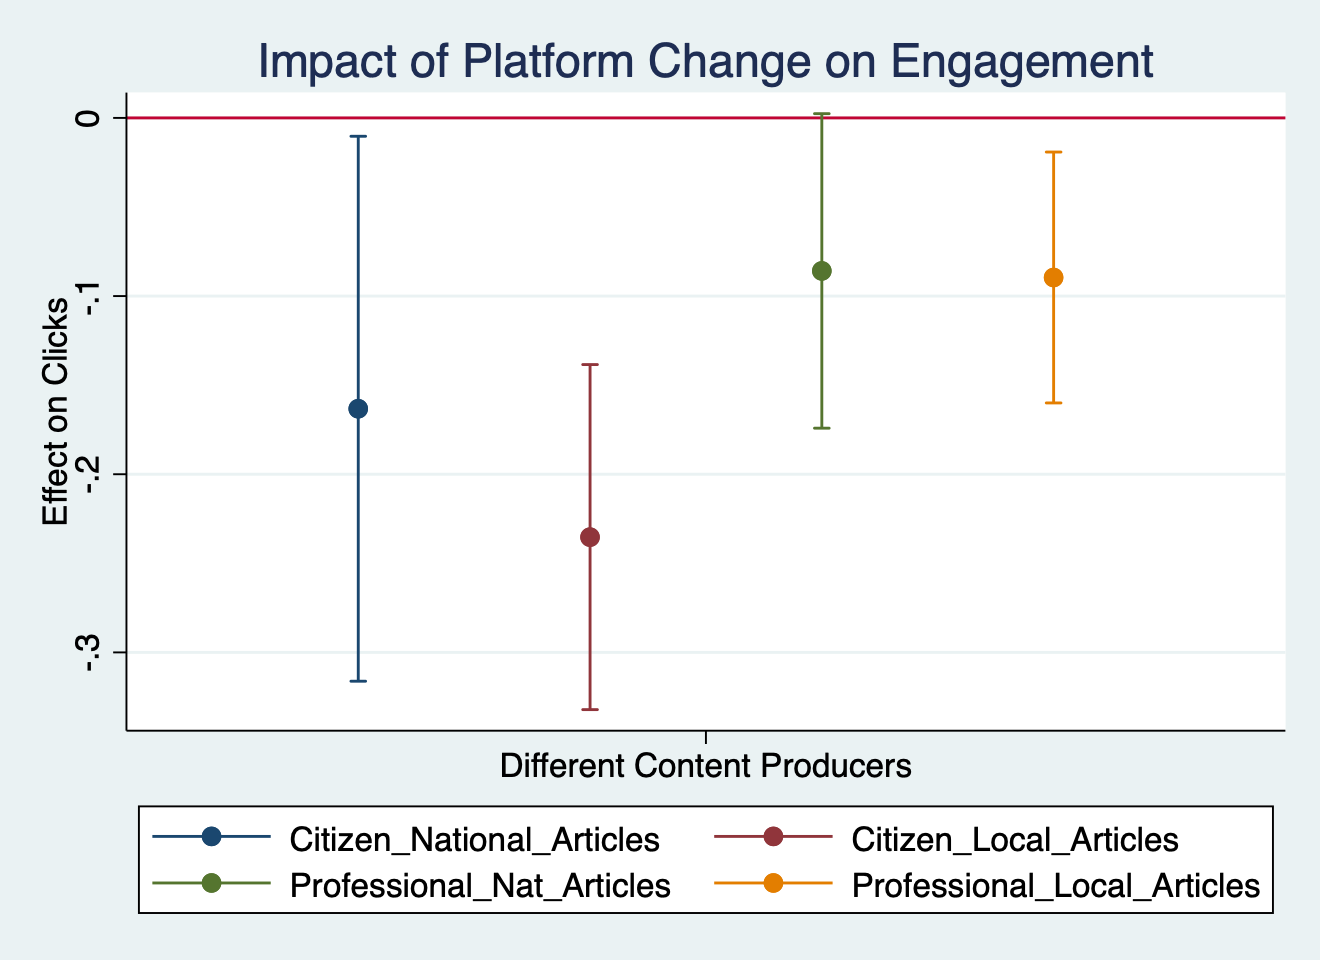 Impact of Platform Change on Engagement
Effect on Clicks
0
-.1
-.2
-.3
Different Content Producers
Citizen_National_Articles
Citizen_Local_Articles
Professional_Nat_Articles
Professional_Local_Articles